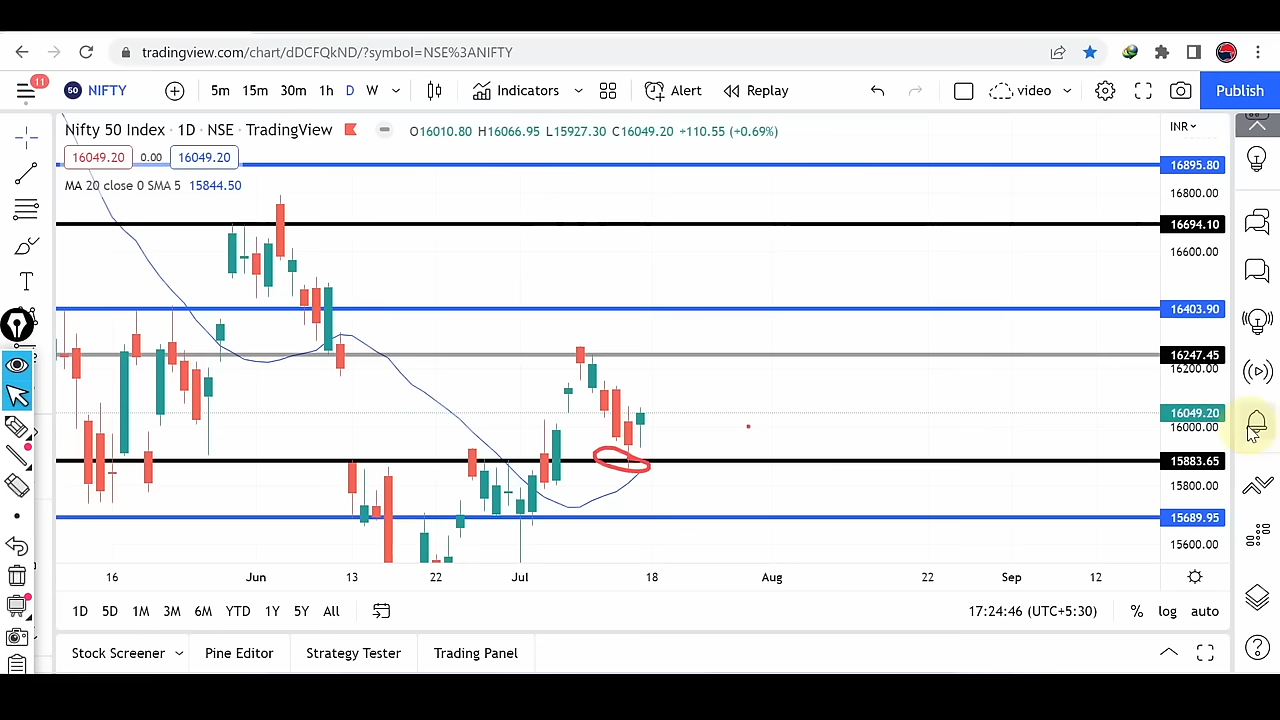 tradingview.com/chart/dDCFQkND/?symbol=NSE%3ANIFTY
11
50 NIFTY 5m 15m 30m 1h D W Indicators Alert Replay video Publish
Nifty 50 Index · 1D · NSE · TradingView O16010.80 H16066.95 L15927.30 C16049.20 +110.55 (+0.69%) INR
16049.20 0.00 16049.20
MA 20 close 0 SMA 5 15844.50
16895.80
16800.00
16694.10
16600.00
16403.90
16247.45
16200.00
16049.20
16000.00
15883.65
15800.00
15689.95
15600.00
16 Jun 13 22 Jul 18 Aug 22 Sep 12
1D 5D 1M 3M 6M YTD 1Y 5Y All 17:24:46 (UTC+5:30) % log auto
Stock Screener Pine Editor Strategy Tester Trading Panel